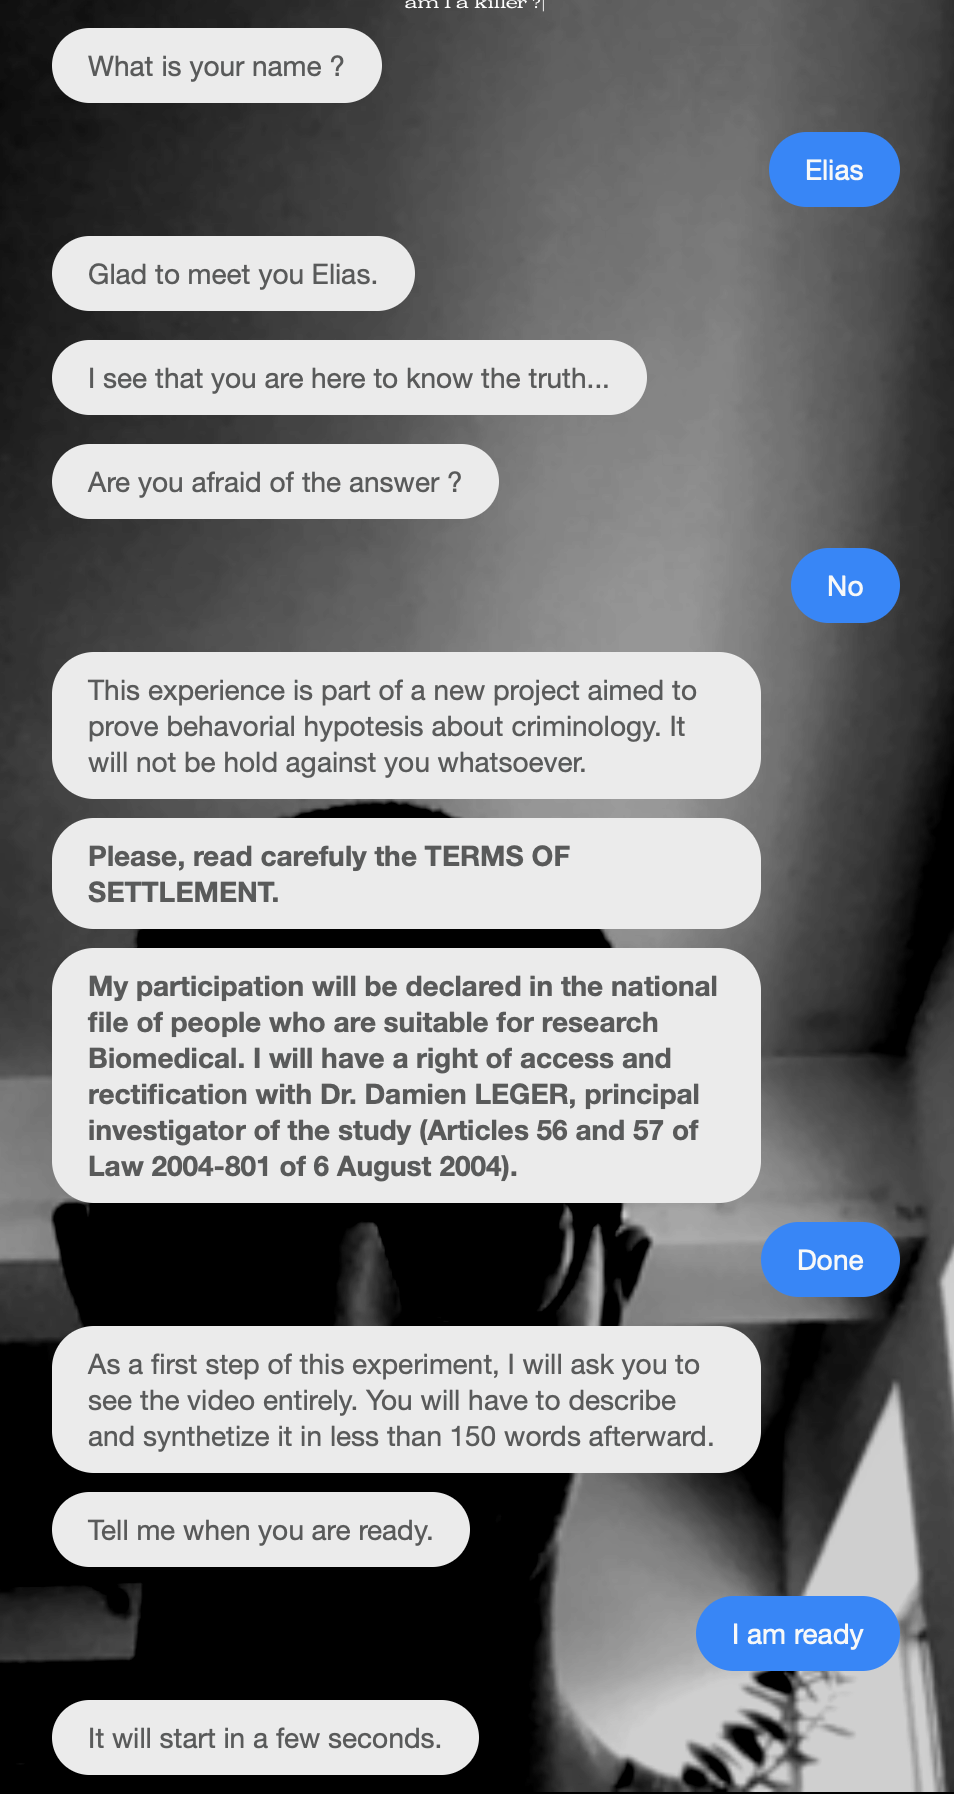 am I a killer ?|
What is your name ?
Elias
Glad to meet you Elias.
I see that you are here to know the truth...
Are you afraid of the answer ?
No
This experience is part of a new project aimed to
prove behavorial hypotesis about criminology. It
will not be hold against you whatsoever.
Please, read carefuly the TERMS OF
SETTLEMENT.
My participation will be declared in the national
file of people who are suitable for research
Biomedical. I will have a right of access and
rectification with Dr. Damien LEGER, principal
investigator of the study (Articles 56 and 57 of
Law 2004-801 of 6 August 2004).
Done
As a first step of this experiment, I will ask you to
see the video entirely. You will have to describe
and synthetize it in less than 150 words afterward.
Tell me when you are ready.
I am ready
It will start in a few seconds.